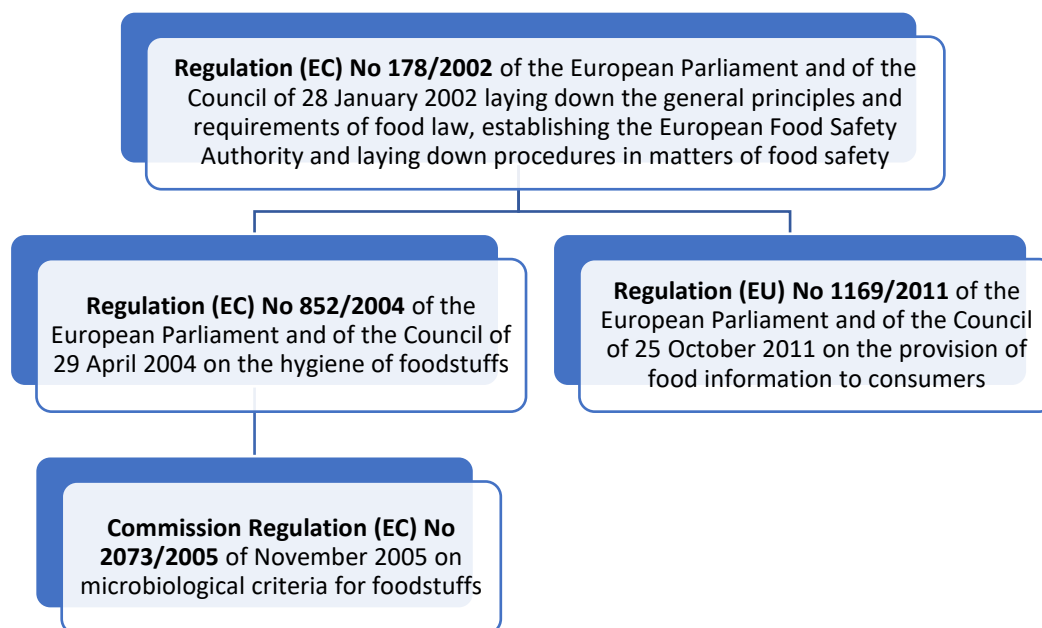 Regulation (EC) No 178/2002 of the European Parliament and of the
Council of 28 January 2002 laying down the general principles and
requirements of food law, establishing the European Food Safety
Authority and laying down procedures in matters of food safety
Regulation (EC) No 852/2004 of the
European Parliament and of the Council of
29 April 2004 on the hygiene of foodstuffs
Regulation (EU) No 1169/2011 of the
European Parliament and of the Council
of 25 October 2011 on the provision of
food information to consumers
Commission Regulation (EC) No
2073/2005 of November 2005 on
microbiological criteria for foodstuffs